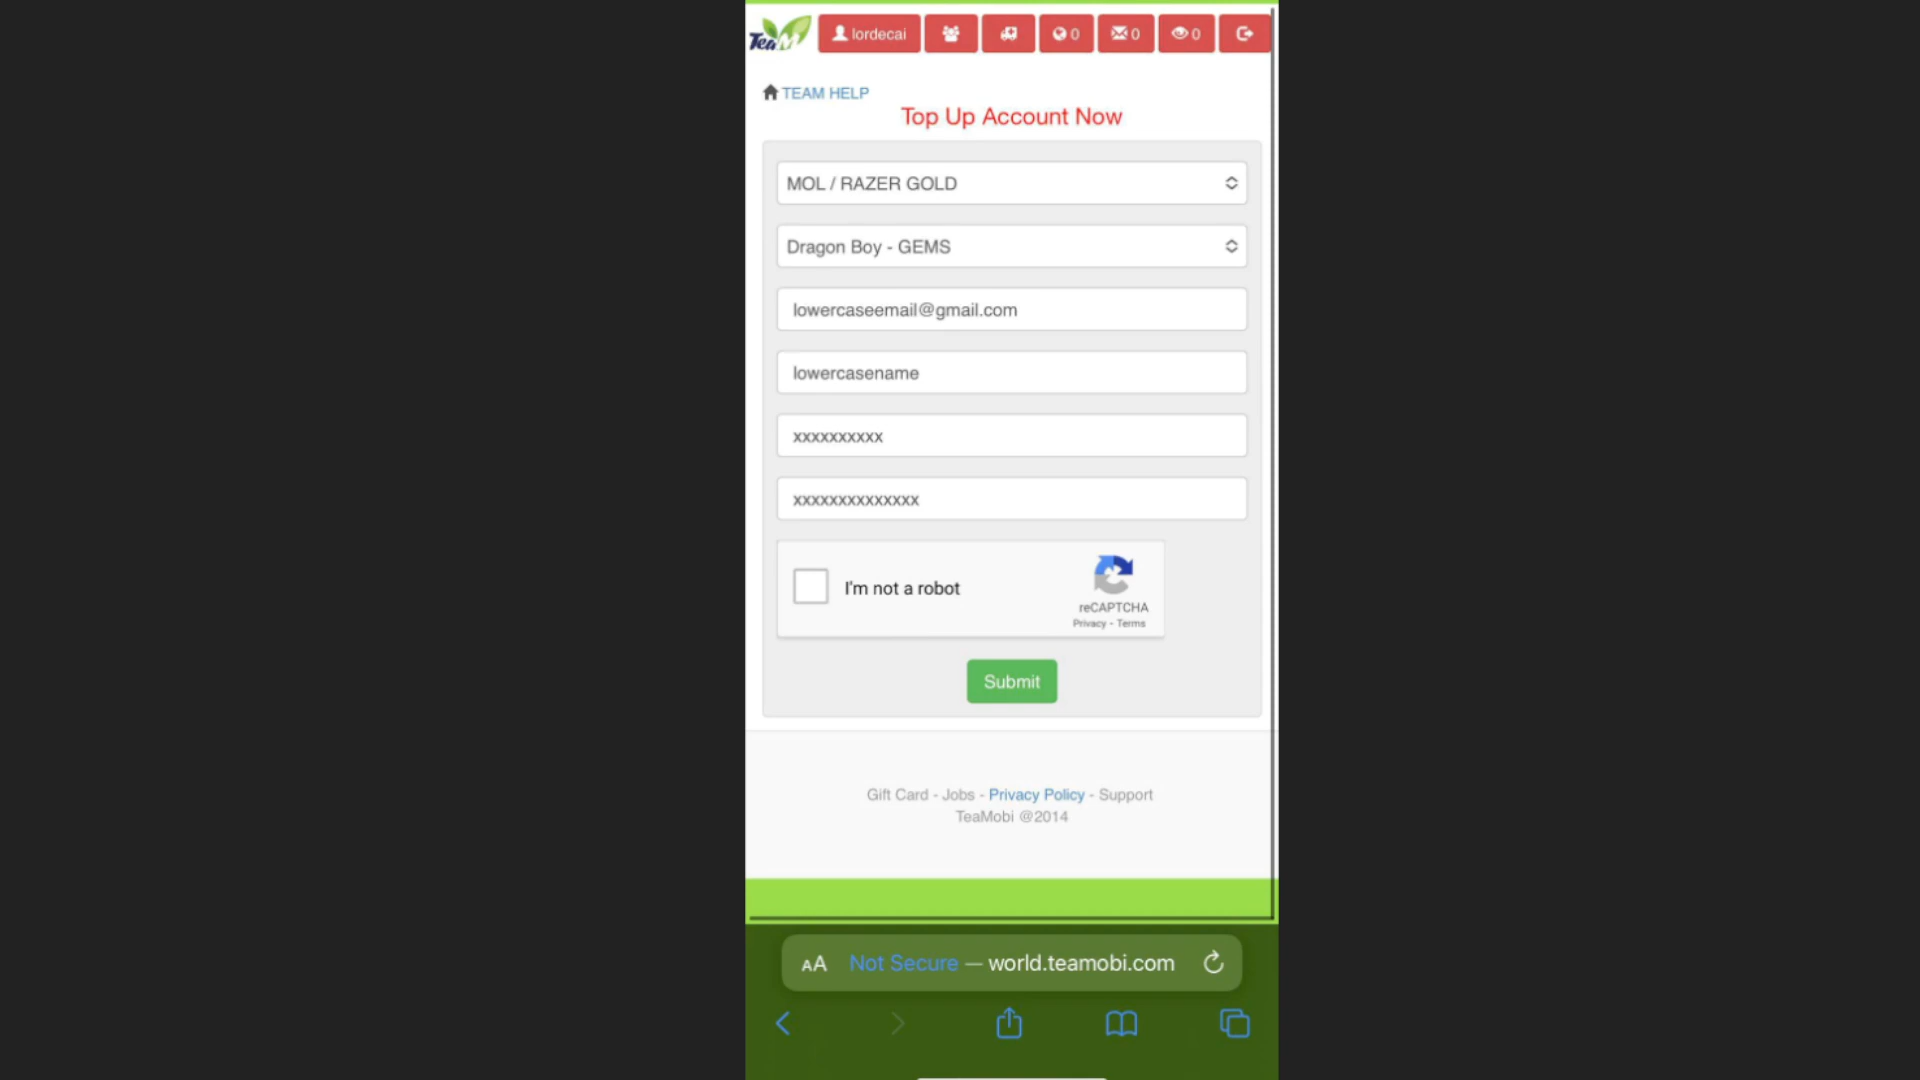 TeaM
lordecai
0
0
0
TEAM HELP
Top Up Account Now
MOL / RAZER GOLD
Dragon Boy - GEMS
lowercaseemail@gmail.com
lowercasename
xxxxxxxxxx
xxxxxxxxxxxxxx
I'm not a robot
reCAPTCHA
Privacy - Terms
Submit
Gift Card - Jobs - Privacy Policy - Support
TeaMobi @2014
AA Not Secure — world.teamobi.com